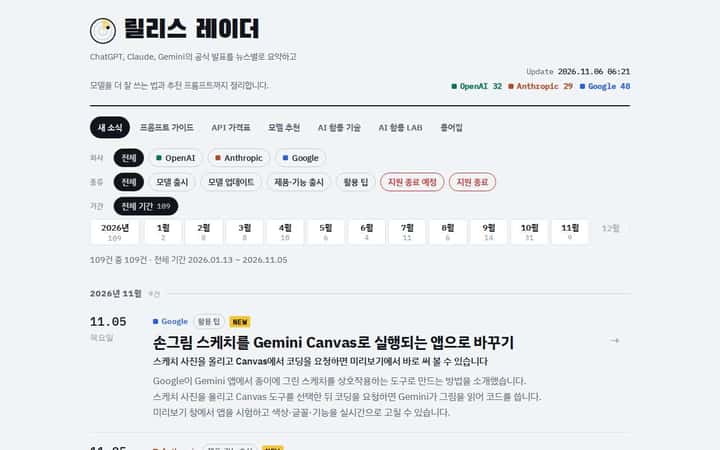 릴리스 레이더
ChatGPT, Claude, Gemini의 공식 발표를 뉴스별로 요약하고
모델을 더 잘 쓰는 법과 추천 프롬프트까지 정리합니다.
Update 2026.11.06 06:21
OpenAI 32 Anthropic 29 Google 48
새 소식 프롬프트 가이드 API 가격표 모델 추천 AI 활용 기술 AI 활용 LAB 용어집
회사 전체 OpenAI Anthropic Google
종류 전체 모델 출시 모델 업데이트 제품·기능 출시 활용 팁 지원 종료 예정 지원 종료
기간 전체 기간 109
2026년 1월 2월 3월 4월 5월 6월 7월 8월 9월 10월 11월 12월
109 2 8 8 10 6 4 11 6 14 31 9
109건 중 109건 · 전체 기간 2026.01.13 ~ 2026.11.05
2026년 11월 9건
11.05 Google 활용 팁 NEW
목요일
손그림 스케치를 Gemini Canvas로 실행되는 앱으로 바꾸기 →
스케치 사진을 올리고 Canvas에서 코딩을 요청하면 미리보기에서 바로 써 볼 수 있습니다
Google이 Gemini 앱에서 종이에 그린 스케치를 상호작용하는 도구로 만드는 방법을 소개했습니다.
스케치 사진을 올리고 Canvas 도구를 선택한 뒤 코딩을 요청하면 Gemini가 그림을 읽어 코드를 씁니다.
미리보기 창에서 앱을 시험하고 색상·글꼴·기능을 실시간으로 고칠 수 있습니다.